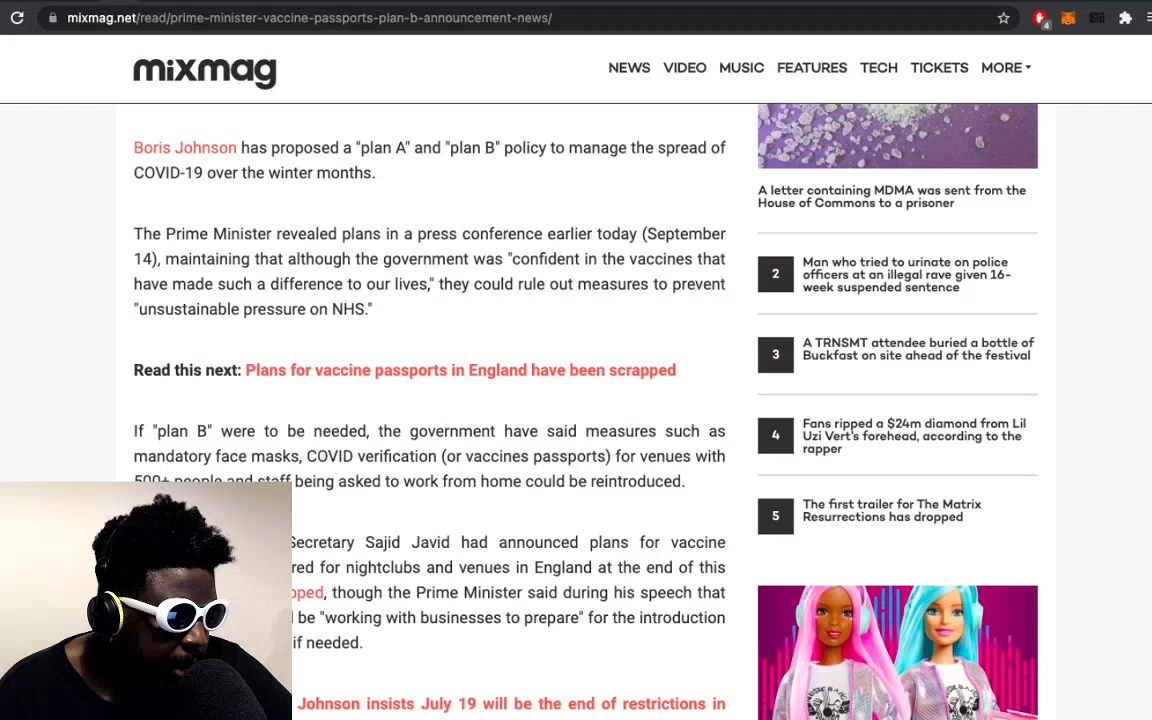 mixmag.net/read/prime-minister-vaccine-passports-plan-b-announcement-news/
4
mixmag
NEWS VIDEO MUSIC FEATURES TECH TICKETS MORE
Boris Johnson has proposed a "plan A" and "plan B" policy to manage the spread of
COVID-19 over the winter months.
The Prime Minister revealed plans in a press conference earlier today (September
14), maintaining that although the government was "confident in the vaccines that
have made such a difference to our lives," they could rule out measures to prevent
"unsustainable pressure on NHS."
Read this next: Plans for vaccine passports in England have been scrapped
If "plan B" were to be needed, the government have said measures such as
mandatory face masks, COVID verification (or vaccines passports) for venues with
500+ people and staff being asked to work from home could be reintroduced.
Secretary Sajid Javid had announced plans for vaccine
red for nightclubs and venues in England at the end of this
pped, though the Prime Minister said during his speech that
be "working with businesses to prepare" for the introduction
if needed.
Johnson insists July 19 will be the end of restrictions in
A letter containing MDMA was sent from the
House of Commons to a prisoner
2
Man who tried to urinate on police
officers at an illegal rave given 16-
week suspended sentence
3
A TRNSMT attendee buried a bottle of
Buckfast on site ahead of the festival
4
Fans ripped a $24m diamond from Lil
Uzi Vert's forehead, according to the
rapper
5
The first trailer for The Matrix
Resurrections has dropped